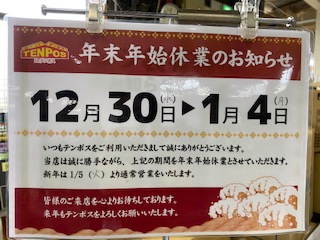 TENPOS
年末年始休業のお知らせ
12月30日(水)▶1月4日(月)
いつもテンポスをご利用いただきまして誠にありがとうございます。
当店は誠に勝手ながら、上記の期間を年末年始休業とさせていただきます。
新年は1/5(火)より通常営業をいたします。
皆様のご来店を心よりお待ちしております。
来年もテンポスをよろしくお願いいたします。